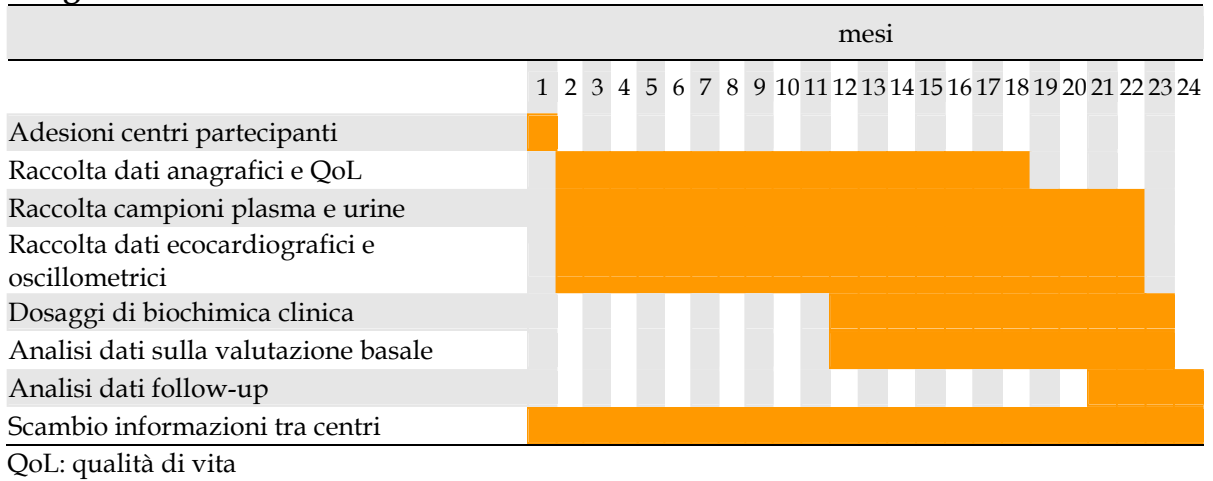 mesi
1 2 3 4 5 6 7 8 9 10 11 12 13 14 15 16 17 18 19 20 21 22 23 24
Adesioni centri partecipanti
Raccolta dati anagrafici e QoL
Raccolta campioni plasma e urine
Raccolta dati ecocardiografici e
oscillometrici
Dosaggi di biochimica clinica
Analisi dati sulla valutazione basale
Analisi dati follow-up
Scambio informazioni tra centri
QoL: qualità di vita